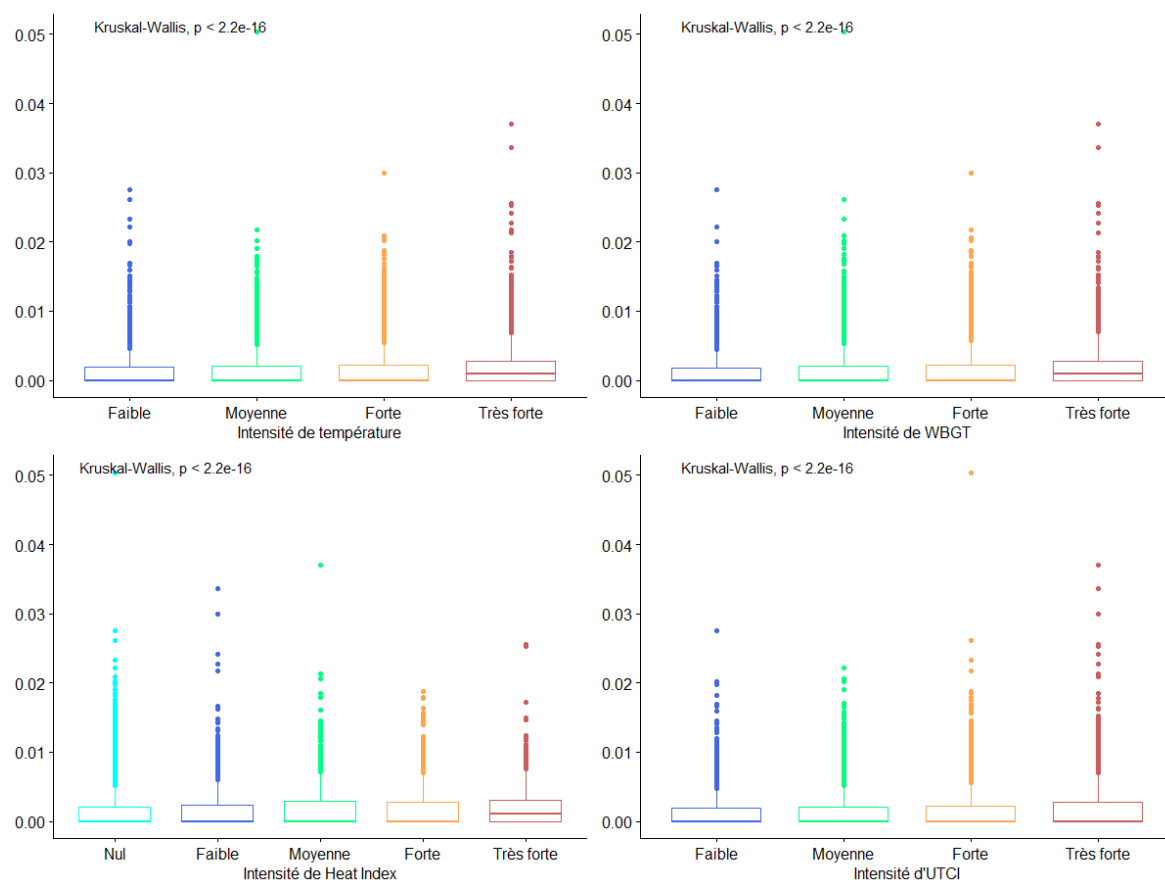 Kruskal-Wallis, p < 2.2e-16
0.05
0.04
0.03
0.02
0.01
0.00
Faible Moyenne Forte Très forte
Intensité de température
Kruskal-Wallis, p < 2.2e-16
0.05
0.04
0.03
0.02
0.01
0.00
Faible Moyenne Forte Très forte
Intensité de WBGT
Kruskal-Wallis, p < 2.2e-16
0.05
0.04
0.03
0.02
0.01
0.00
Nul Faible Moyenne Forte Très forte
Intensité de Heat Index
Kruskal-Wallis, p < 2.2e-16
0.05
0.04
0.03
0.02
0.01
0.00
Faible Moyenne Forte Très forte
Intensité d'UTCI